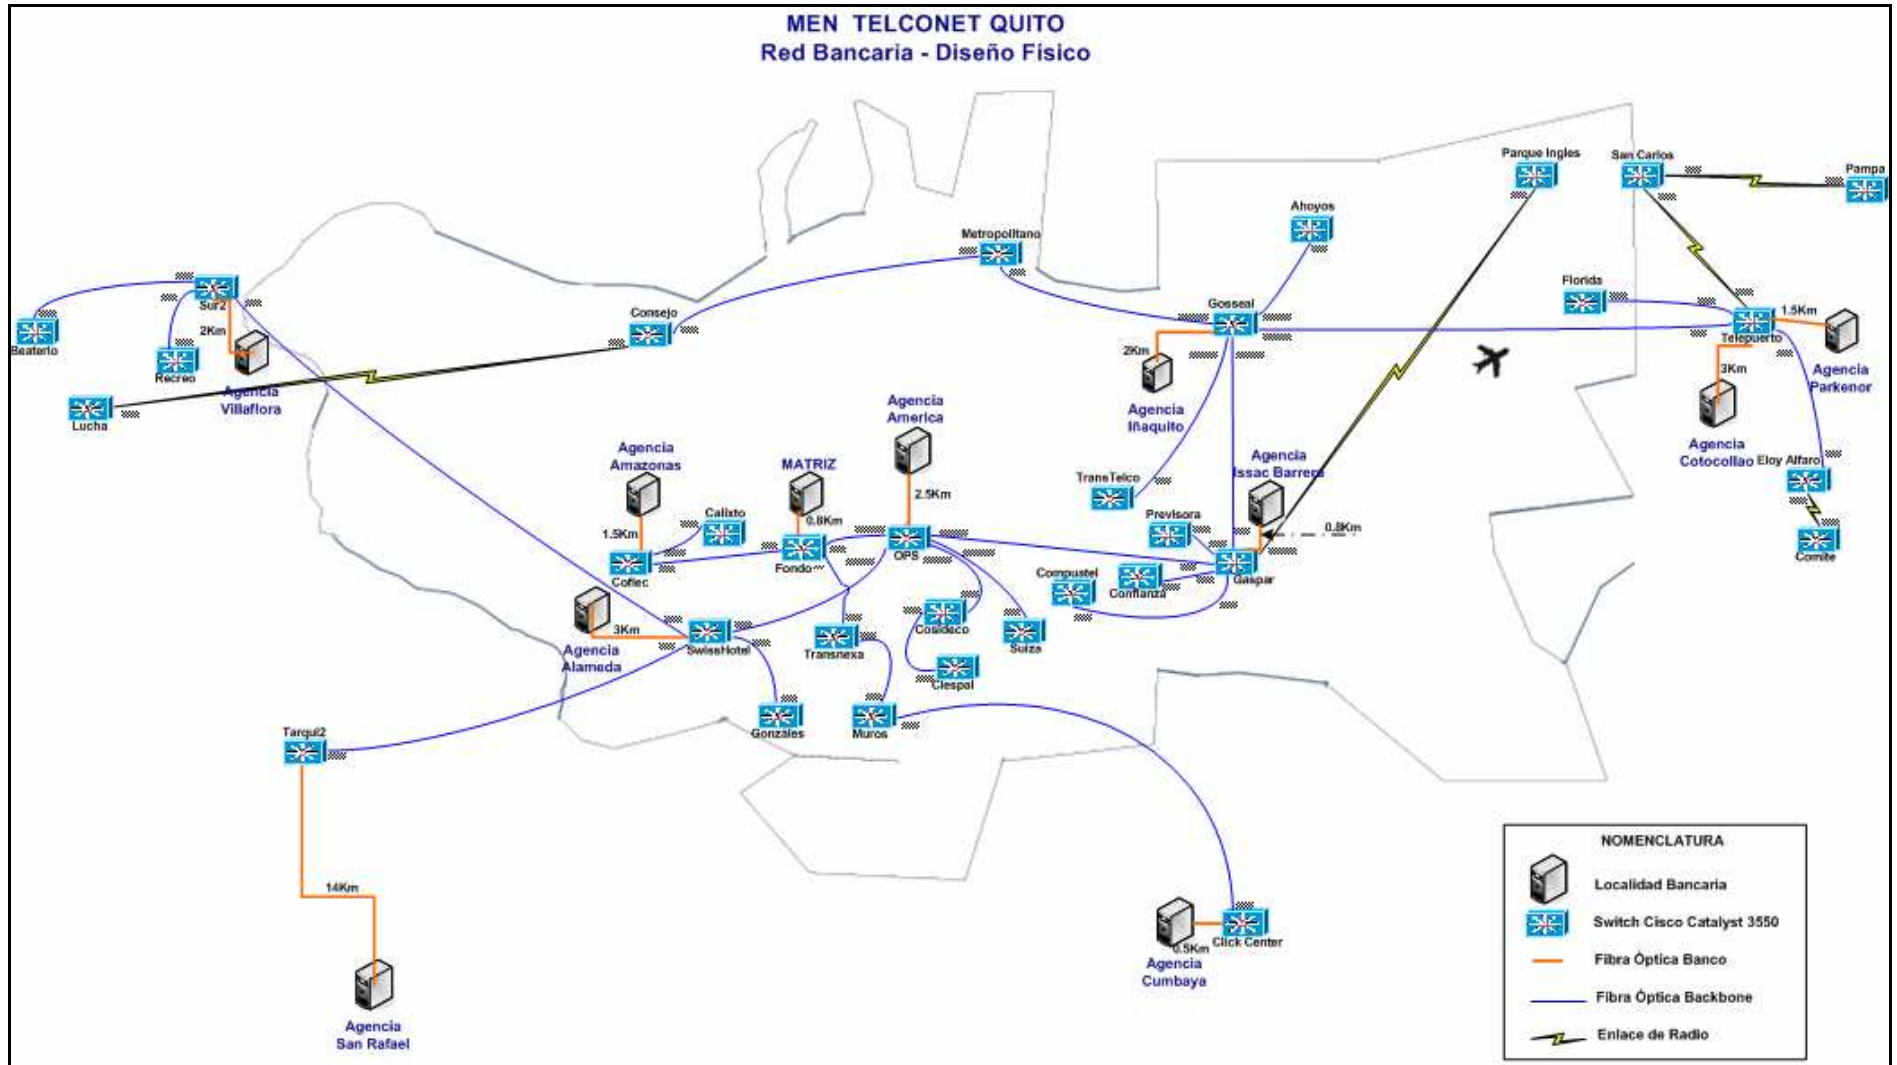 MEN TELCONET QUITO
Red Bancaria - Diseño Físico
Parque Ingles
San Carlos
Pampa
Ahoyos
Metropolitano
Florida
Gosseal
1.5Km
Telepuerto
Sur2
Consejo
2Km
Beaterio
Recreo
Agencia
Villaflora
Lucha
2Km
Agencia
Iñaquito
3Km
Agencia
Parkenor
Agencia
Cotocollao
Eloy Alfaro
Comite
Agencia
America
2.5Km
Agencia
Amazonas
1.5Km
MATRIZ
0.8Km
Calixto
Agencia
Issac Barrera
0.8Km
TransTelco
Previsora
Coflec
Fondo
OPS
Gaspar
Compustel
Confianza
3Km
Agencia
Alameda
SwissHotel
Transnexa
Cosideco
Suiza
Ciespal
Gonzales
Muros
Tarqui2
14Km
Agencia
San Rafael
0.5Km
Click Center
Agencia
Cumbaya
NOMENCLATURA
Localidad Bancaria
Switch Cisco Catalyst 3550
Fibra Óptica Banco
Fibra Óptica Backbone
Enlace de Radio